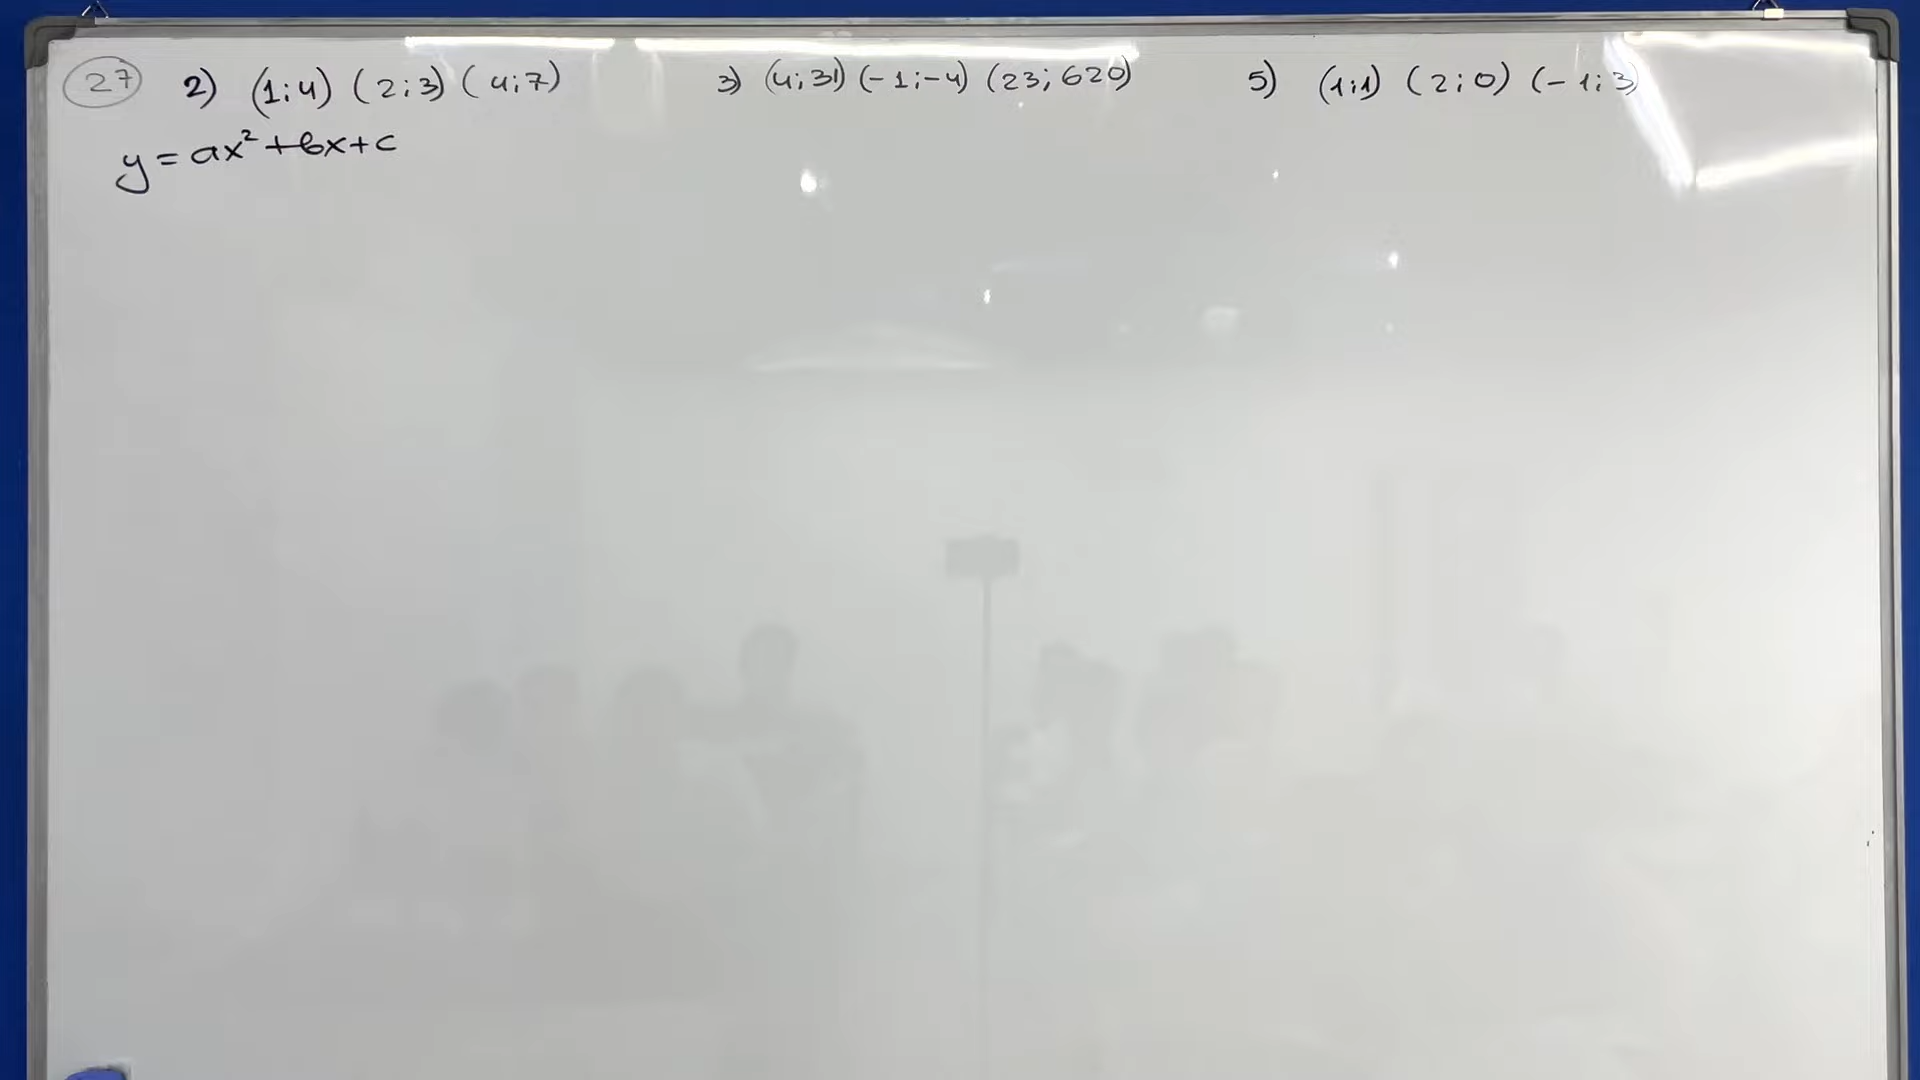 27 2) (1;4) (2;3) (4;7) 3) (4;31) (-1;-4) (23;620) 5) (1;1) (2;0) (-1;3)
y = ax² + bx + c